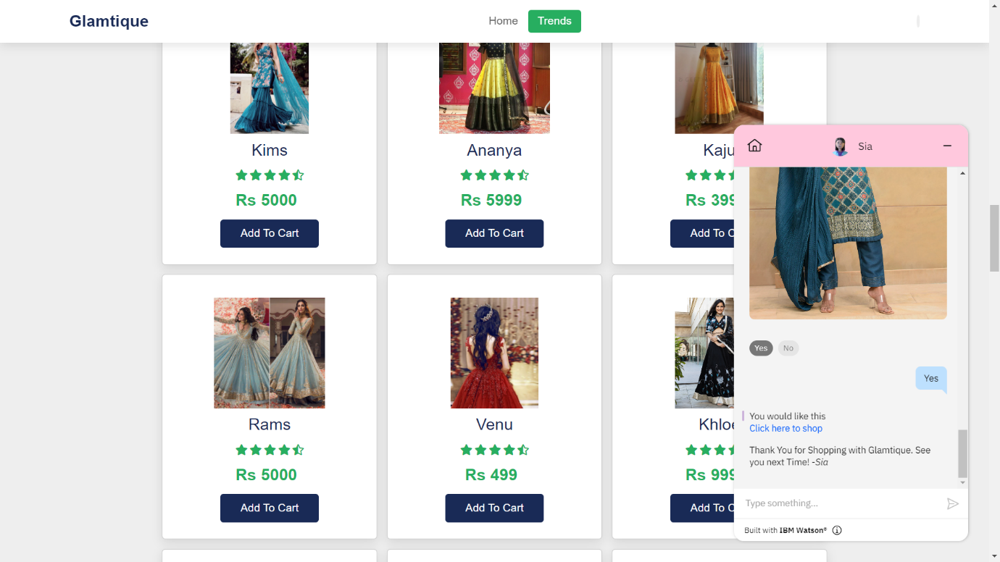 Glamtique
Home
Trends
Kims
Rs 5000
Add To Cart
Ananya
Rs 5999
Add To Cart
Kaju
Rs 399
Add To C
Rams
Rs 5000
Add To Cart
Venu
Rs 499
Add To Cart
Khloe
Rs 999
Add To C
Sia
Yes
No
Yes
You would like this
Click here to shop
Thank You for Shopping with Glamtique. See
you next Time! -Sia
Type something...
Built with IBM Watson®